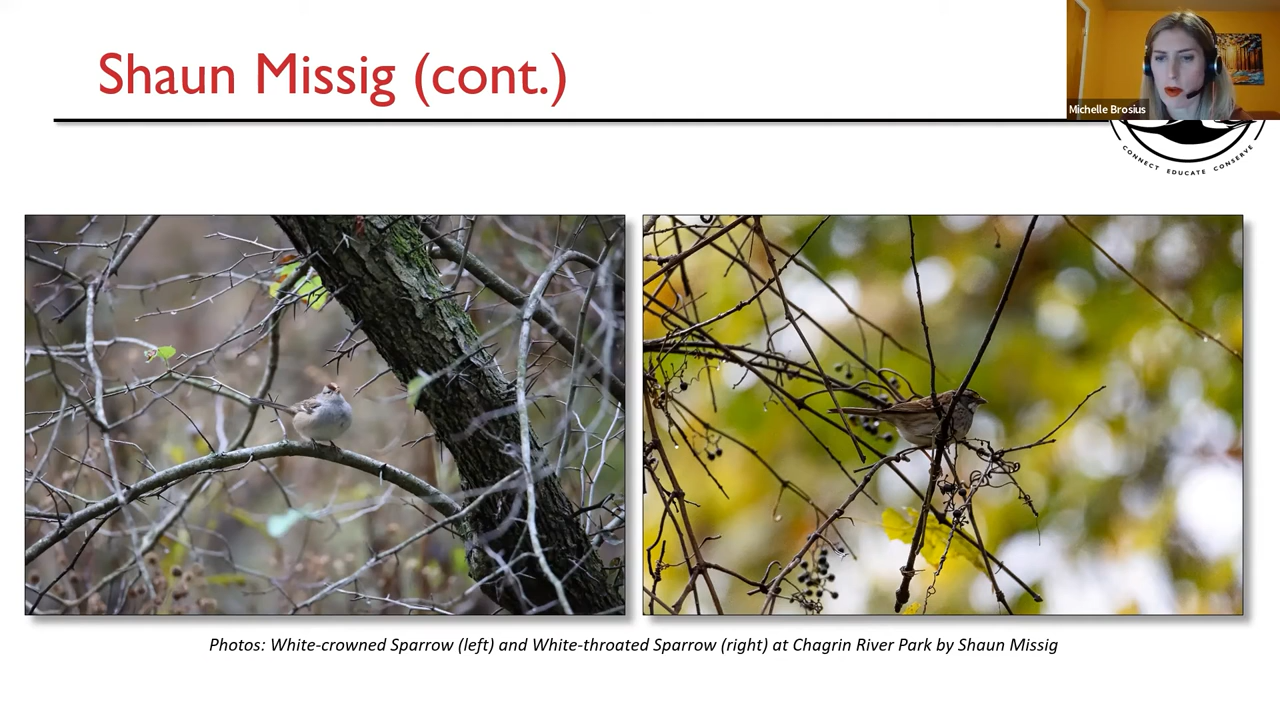 Shaun Missig (cont.)
Michelle Brosius
CONNECT EDUCATE CONSERVE
Photos: White-crowned Sparrow (left) and White-throated Sparrow (right) at Chagrin River Park by Shaun Missig